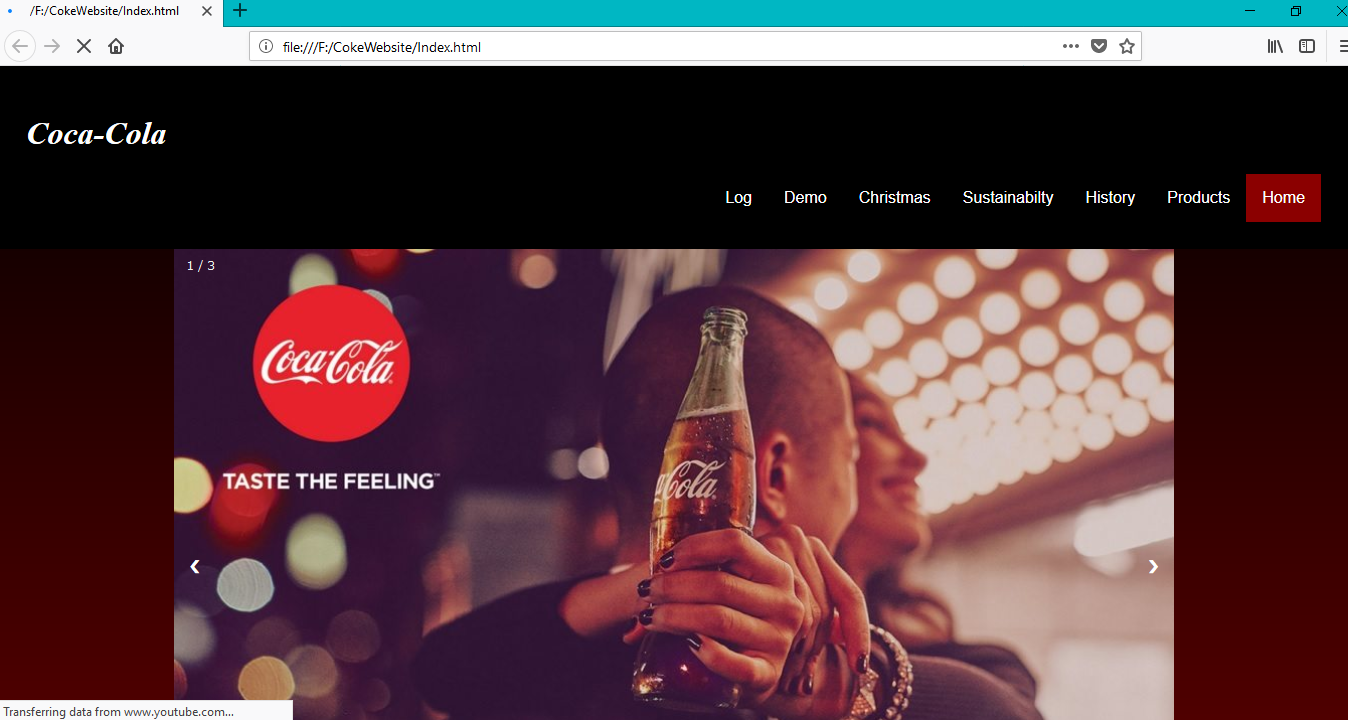 /F:/CokeWebsite/Index.html
file:///F:/CokeWebsite/Index.html
Coca-Cola
Log Demo Christmas Sustainabilty History Products Home
1 / 3
Coca-Cola
TASTE THE FEELING™
Cola
Transferring data from www.youtube.com...